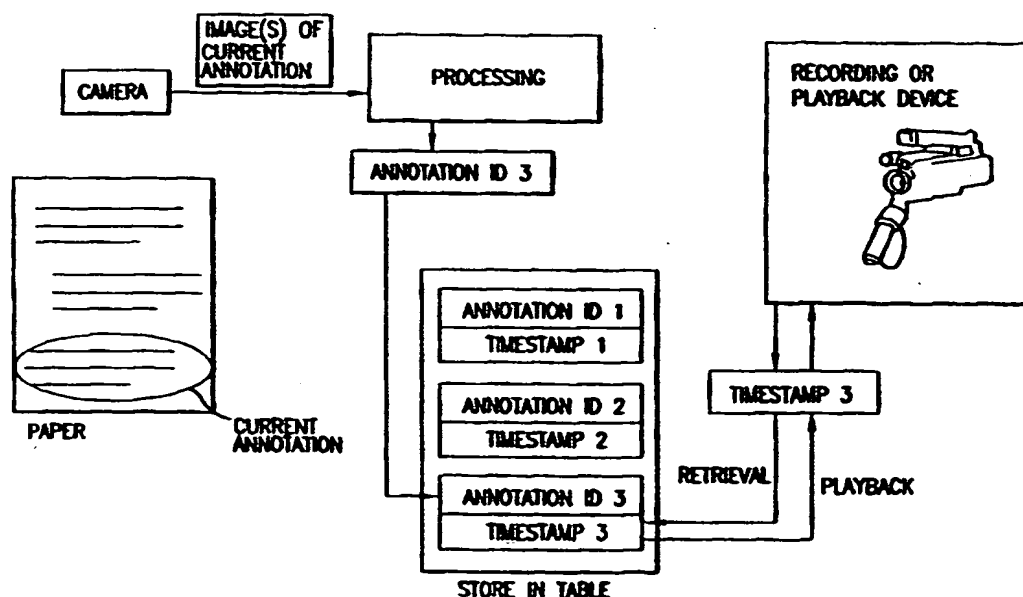 IMAGE(S) OF
CURRENT
ANNOTATION
CAMERA
PROCESSING
RECORDING OR
PLAYBACK DEVICE
ANNOTATION ID 3
ANNOTATION ID 1
TIMESTAMP 1
ANNOTATION ID 2
TIMESTAMP 2
ANNOTATION ID 3
TIMESTAMP 3
STORE IN TABLE
TIMESTAMP 3
RETRIEVAL
PLAYBACK
PAPER
CURRENT
ANNOTATION